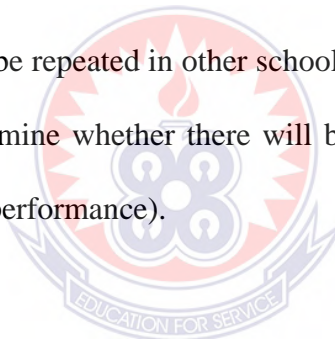 be repeated in other school
mine whether there will b
performance).
EDUCATION FOR SERVICE